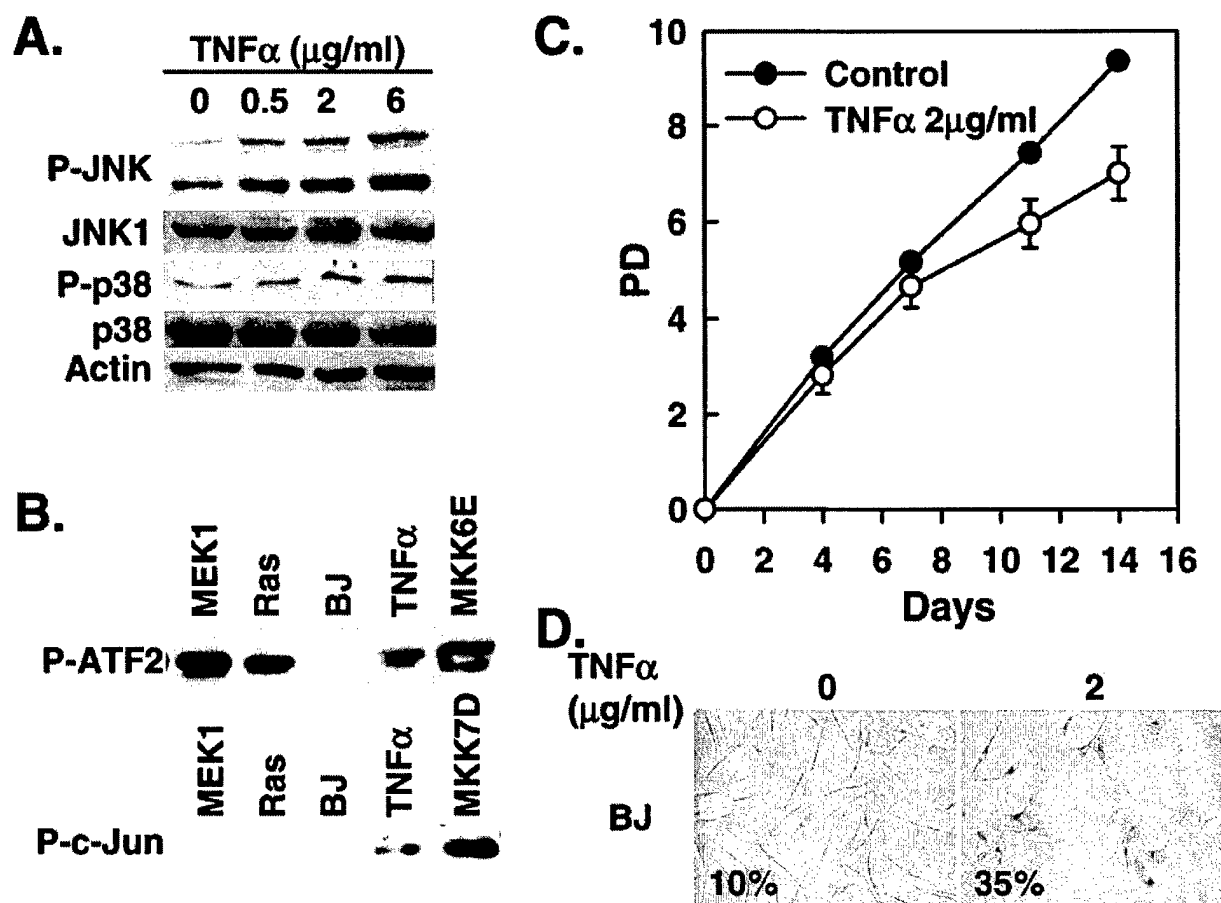 A.
TNFα (μg/ml)
0 0.5 2 6
P-JNK
JNK1
P-p38
p38
Actin
B.
MEK1 Ras BJ TNFα MKK6E
P-ATF2
MEK1 Ras BJ TNFα MKK7D
P-c-Jun
C.
Control
TNFα 2μg/ml
PD
10
8
6
4
2
0
0 2 4 6 8 10 12 14 16
Days
D.
TNFα
(μg/ml)
0 2
BJ
10% 35%